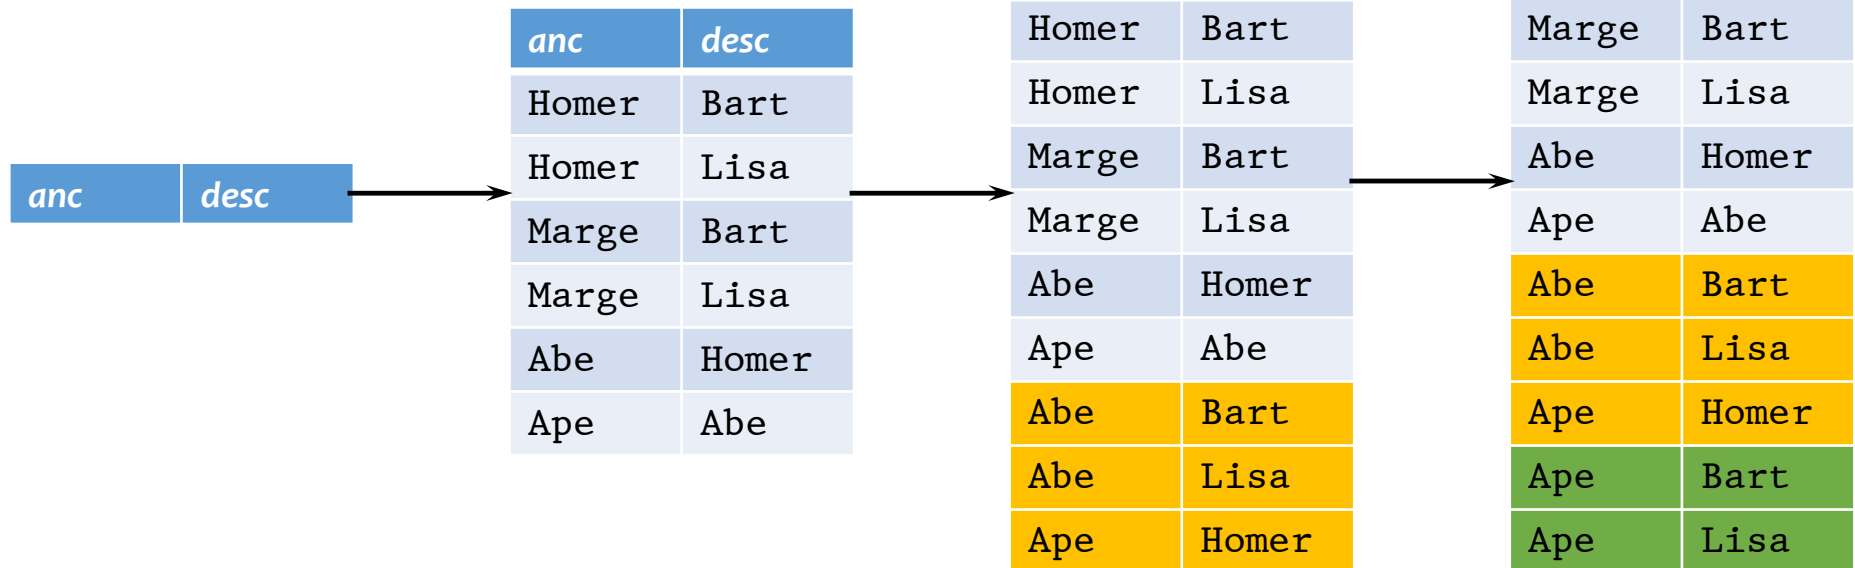 anc desc
anc desc
Homer Bart
Homer Lisa
Marge Bart
Marge Lisa
Abe Homer
Ape Abe
Homer Bart
Homer Lisa
Marge Bart
Marge Lisa
Abe Homer
Ape Abe
Abe Bart
Abe Lisa
Ape Homer
Marge Bart
Marge Lisa
Abe Homer
Ape Abe
Abe Bart
Abe Lisa
Ape Homer
Ape Bart
Ape Lisa